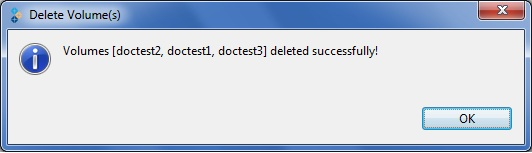 Delete Volume(s)
Volumes [doctest2, doctest1, doctest3] deleted successfully!
OK